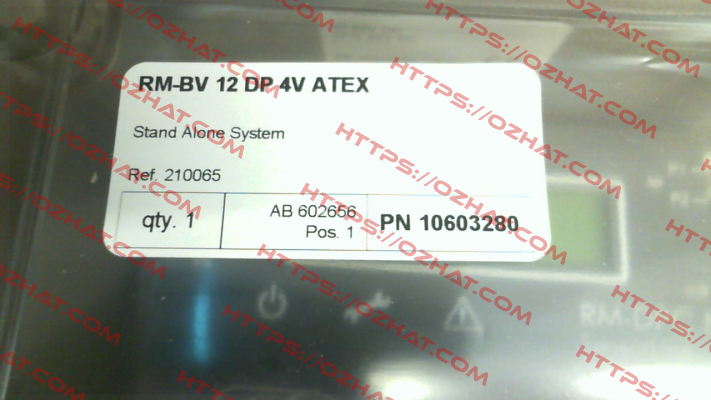 RM-BV 12 DP 4V ATEX
Stand Alone System
Ref. 210065
qty. 1
AB 602656
Pos. 1
PN 10603280
HTTPS://OZHAT.COM